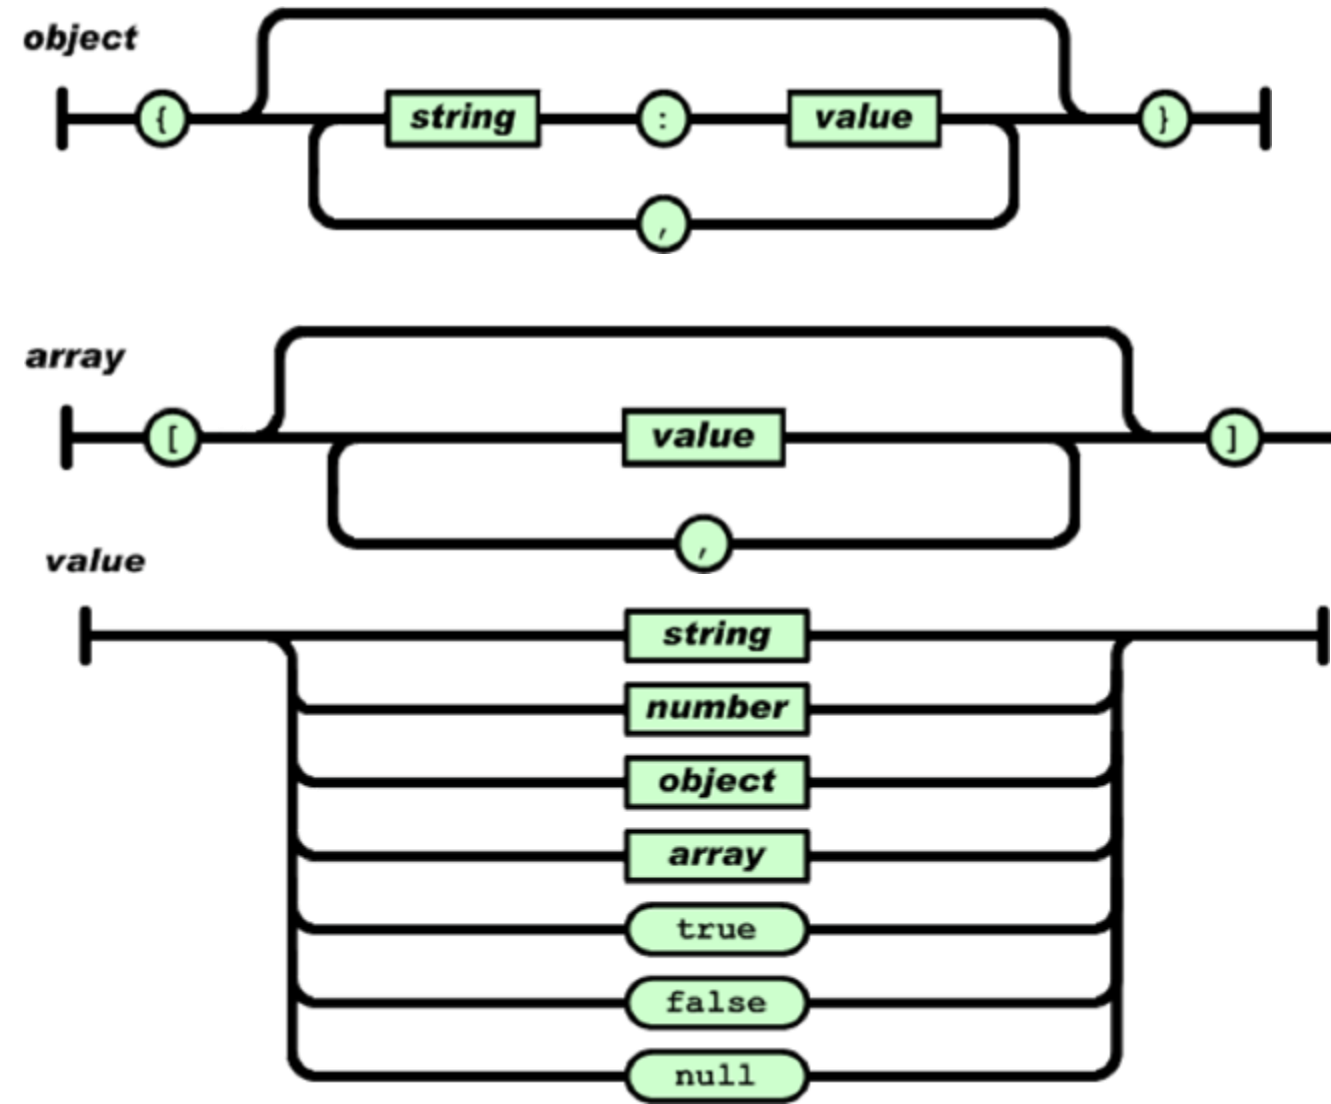 object
{ string : value }
,
array
[ value ]
,
value
string
number
object
array
true
false
null